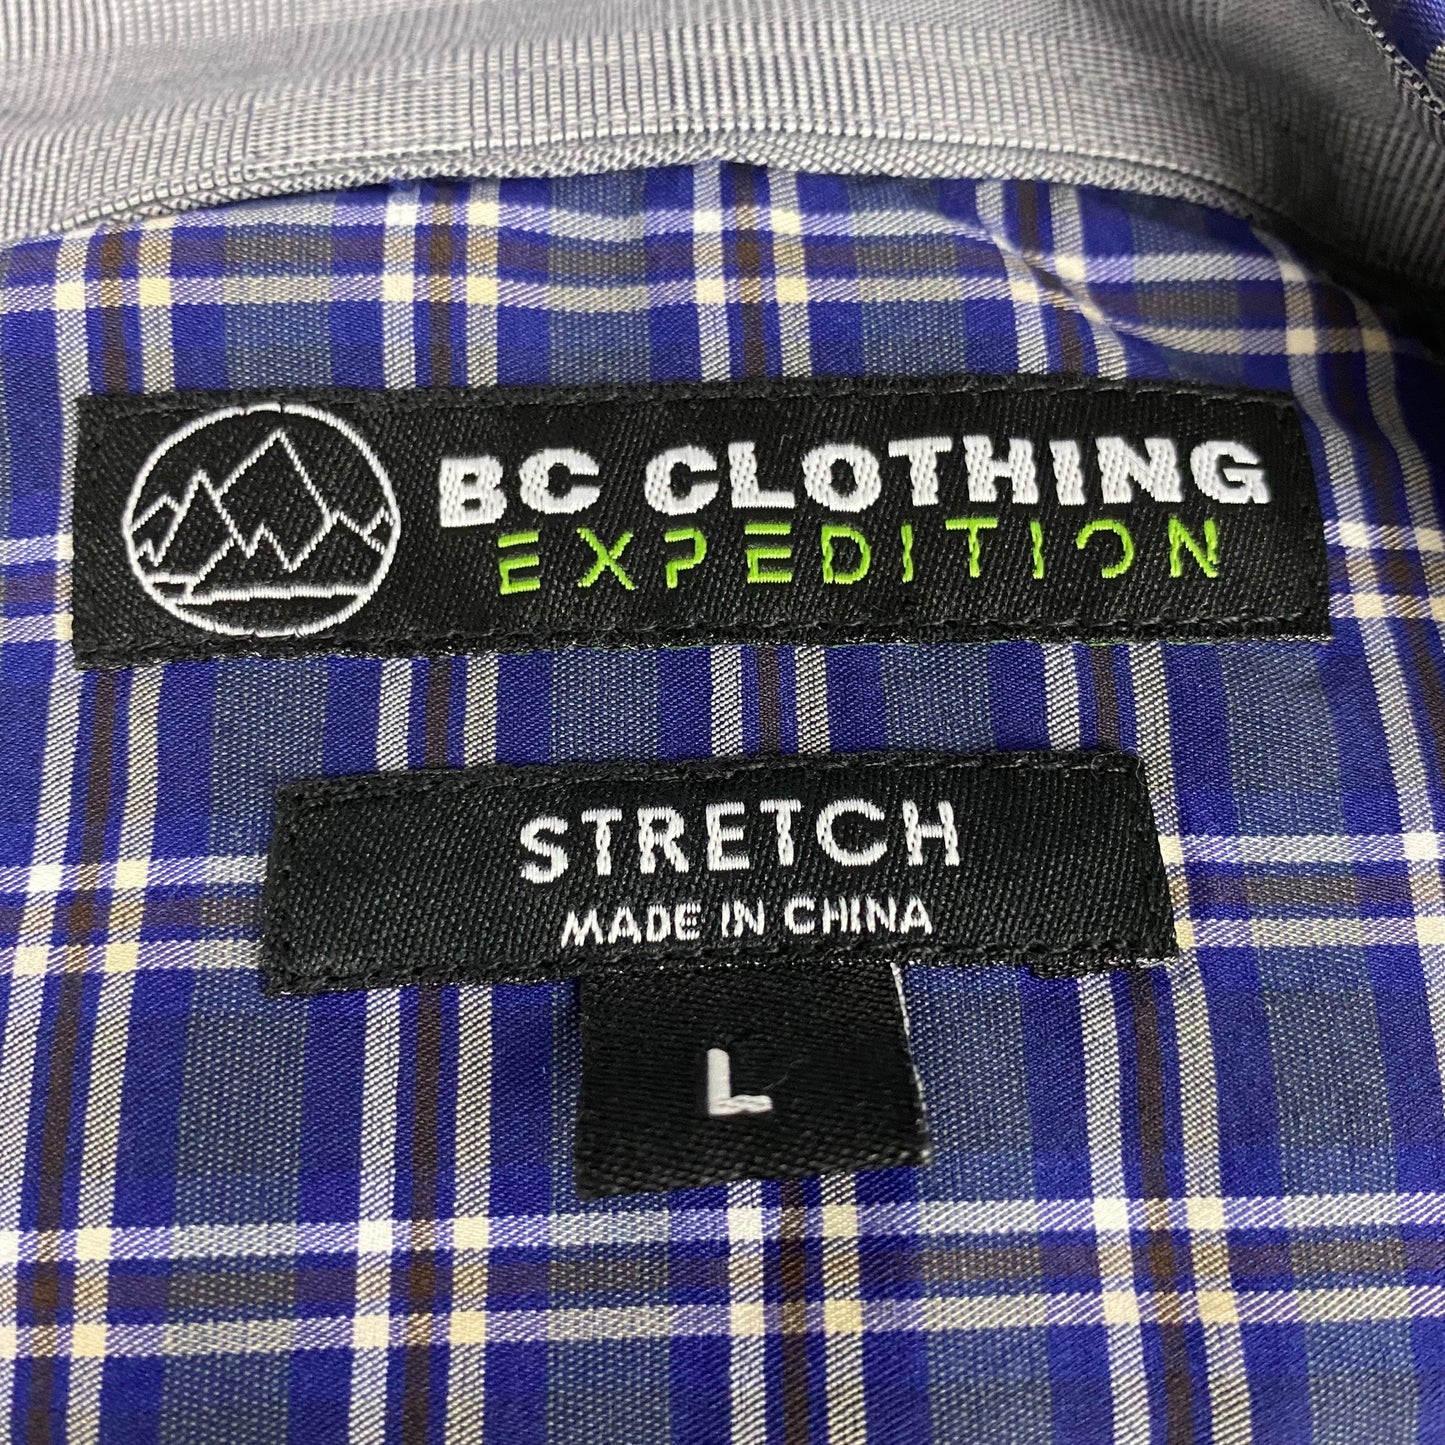 BC CLOTHING
EXPEDITION
STRETCH
MADE IN CHINA
L